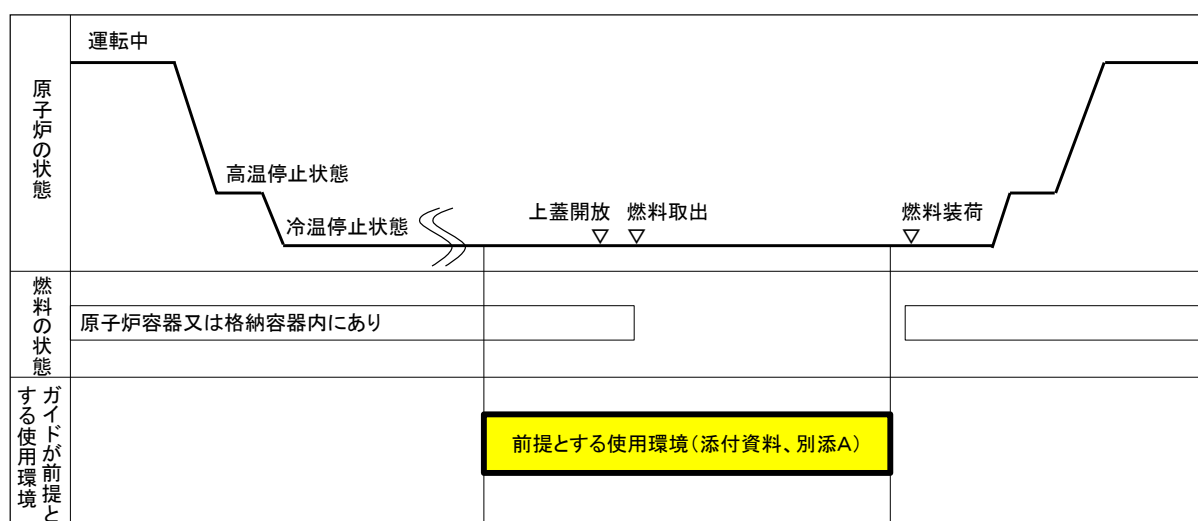 原子炉の状態
運転中
高温停止状態
冷温停止状態
上蓋開放
燃料取出
燃料装荷
燃料の状態
原子炉容器又は格納容器内にあり
ガイドが前提と
する使用環境
前提とする使用環境(添付資料、別添A)